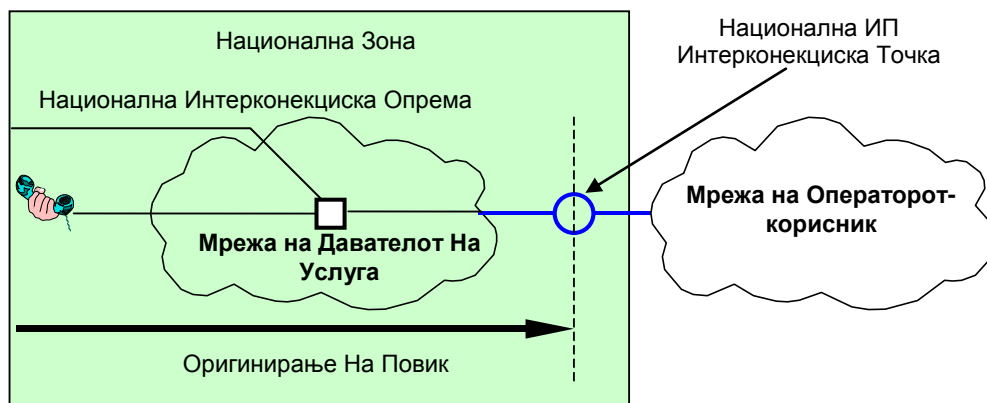 Национална Зона
Национална ИП
Интерконекциска Точка
Национална Интерконекциска Опрема
Мрежа на Операторот-
корисник
Мрежа на Давателот На
Услуга
Оригинирање На Повик